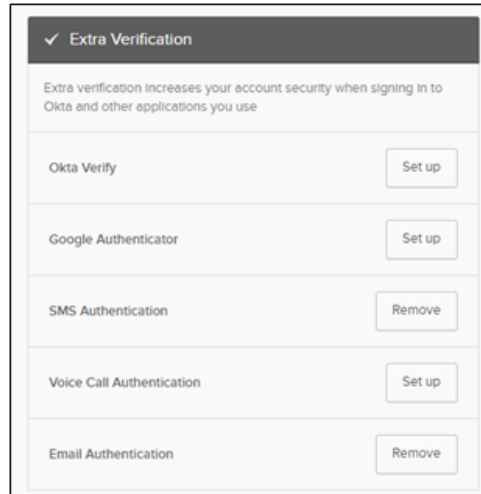 ✓ Extra Verification
Extra verification increases your account security when signing in to
Okta and other applications you use
Okta Verify
Set up
Google Authenticator
Set up
SMS Authentication
Remove
Voice Call Authentication
Set up
Email Authentication
Remove